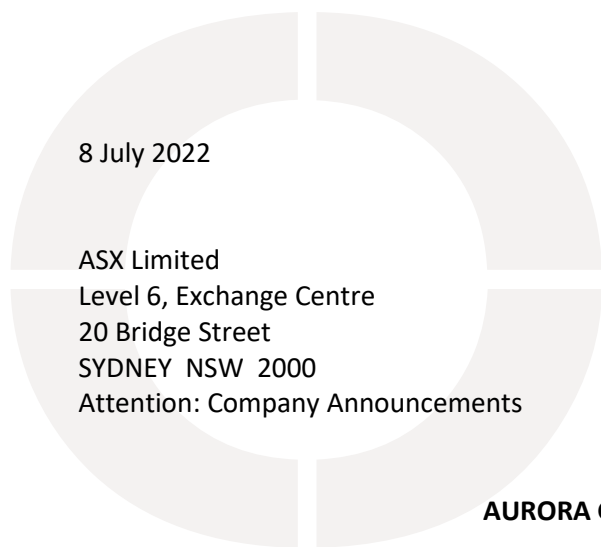 8 July 2022
ASX Limited
Level 6, Exchange Centre
20 Bridge Street
SYDNEY  NSW  2000
Attention: Company Announcements
AURORA